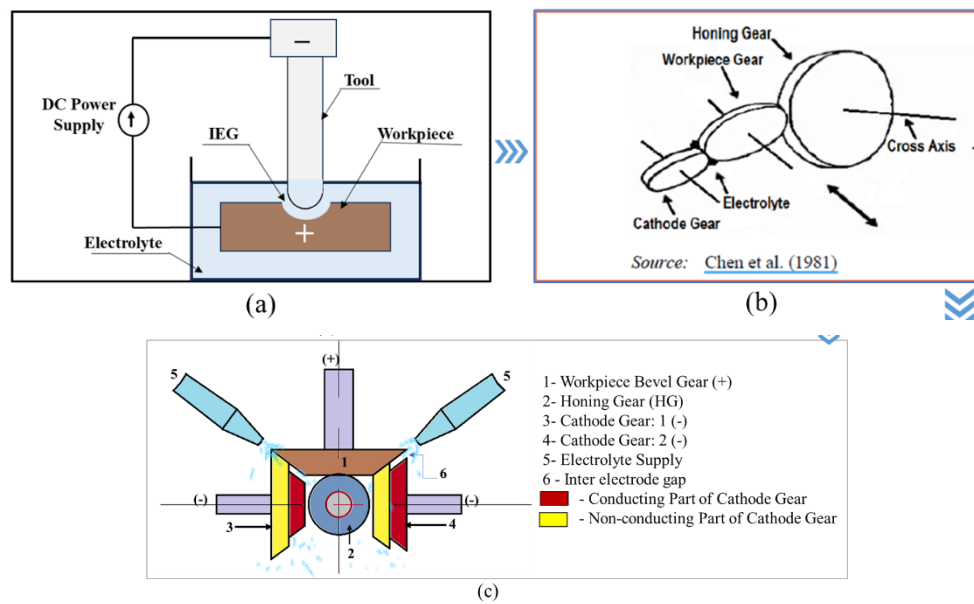 −
DC Power
Supply
Tool
IEG
Workpiece
+
Electrolyte
(a)
Honing Gear
Workpiece Gear
Cross Axis
Electrolyte
Cathode Gear
Source: Chen et al. (1981)
(b)
(+)
5
5
1
6
(-)
(-)
3
2
4
1- Workpiece Bevel Gear (+)
2- Honing Gear (HG)
3- Cathode Gear: 1 (-)
4- Cathode Gear: 2 (-)
5- Electrolyte Supply
6 - Inter electrode gap
- Conducting Part of Cathode Gear
- Non-conducting Part of Cathode Gear
(c)